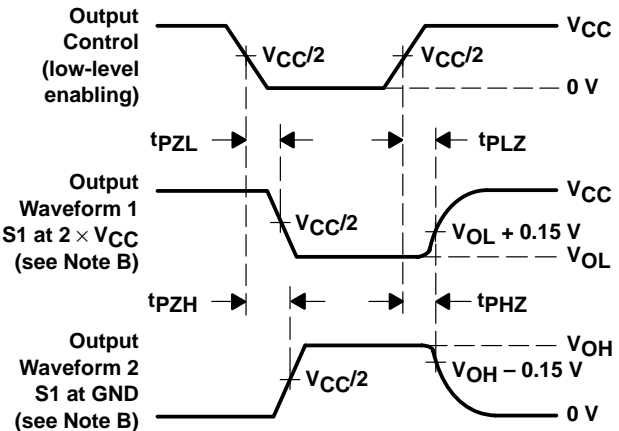 Output
Control
(low-level
enabling)
VCC/2
VCC/2
VCC
0 V
tPZL
tPLZ
Output
Waveform 1
S1 at 2 × VCC
(see Note B)
VCC/2
VCC
VOL + 0.15 V
VOL
tPZH
tPHZ
Output
Waveform 2
S1 at GND
(see Note B)
VCC/2
VOH
VOH – 0.15 V
0 V